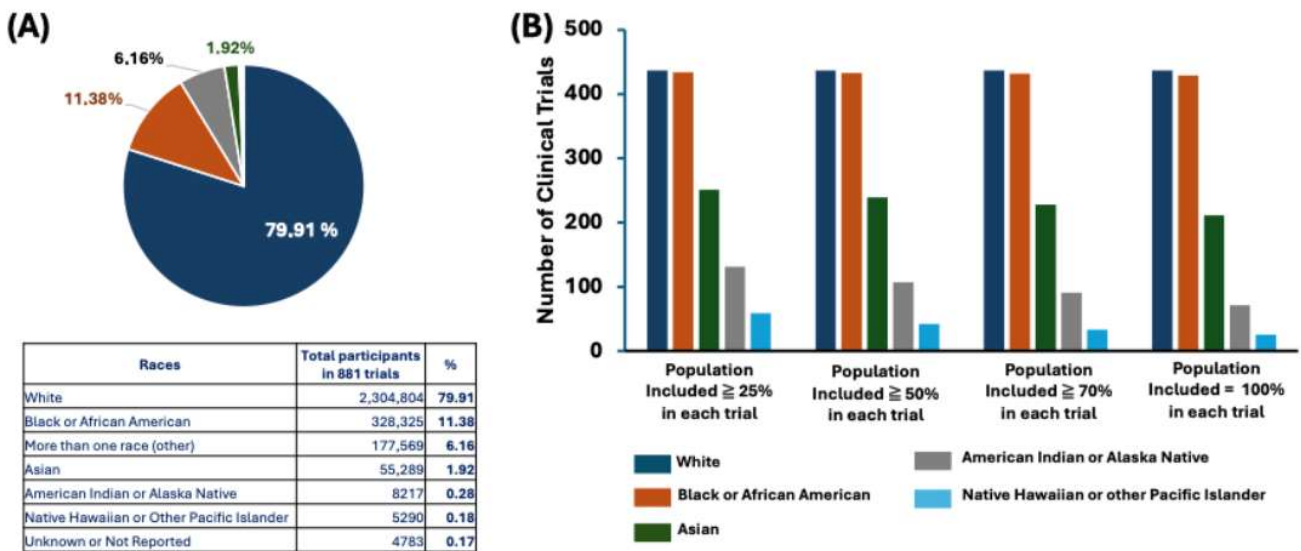 (A)
1.92%
6.16%
11.38%
79.91 %
Races Total participants in 881 trials %
White 2,304,804 79.91
Black or African American 328,325 11.38
More than one race (other) 177,569 6.16
Asian 55,289 1.92
American Indian or Alaska Native 8217 0.28
Native Hawaiian or Other Pacific Islander 5290 0.18
Unknown or Not Reported 4783 0.17
(B)
Number of Clinical Trials
500
400
300
200
100
0
Population
Included ≧ 25%
in each trial
Population
Included ≧ 50%
in each trial
Population
Included ≧ 70%
in each trial
Population
Included = 100%
in each trial
White
Black or African American
Asian
American Indian or Alaska Native
Native Hawaiian or other Pacific Islander